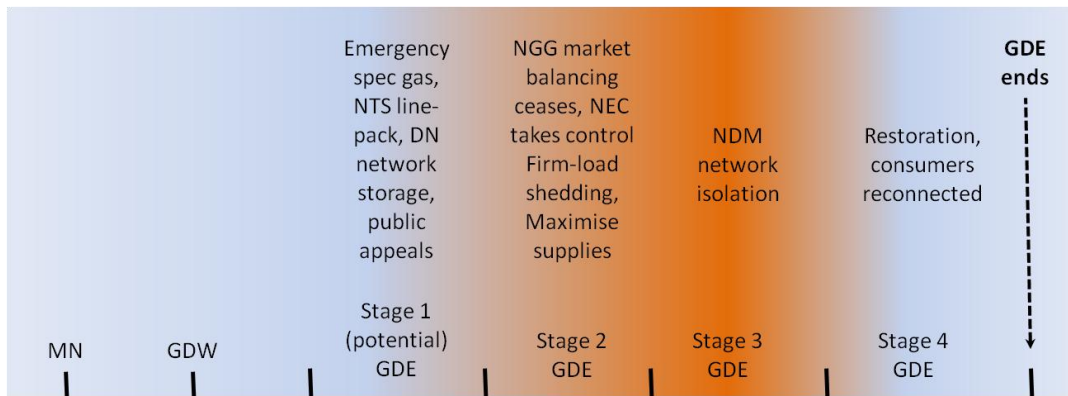 Emergency
spec gas,
NTS line-
pack, DN
network
storage,
public
appeals
NGG market
balancing
ceases, NEC
takes control
Firm-load
shedding,
Maximise
supplies
NDM
network
isolation
Restoration,
consumers
reconnected
GDE
ends
MN
GDW
Stage 1
(potential)
GDE
Stage 2
GDE
Stage 3
GDE
Stage 4
GDE